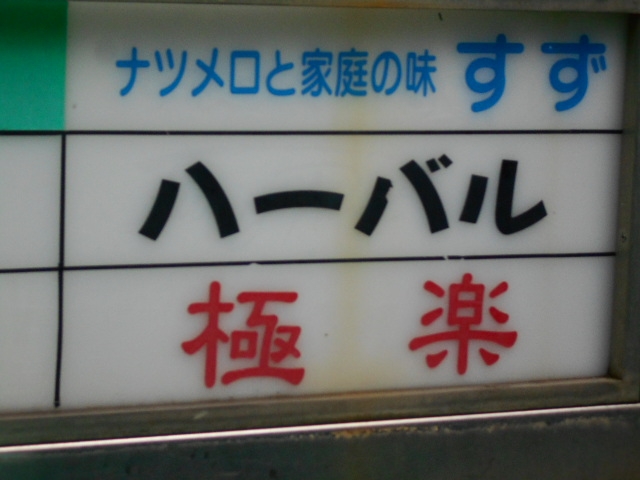 ナツメロと家庭の味 すず
ハーバル
極楽